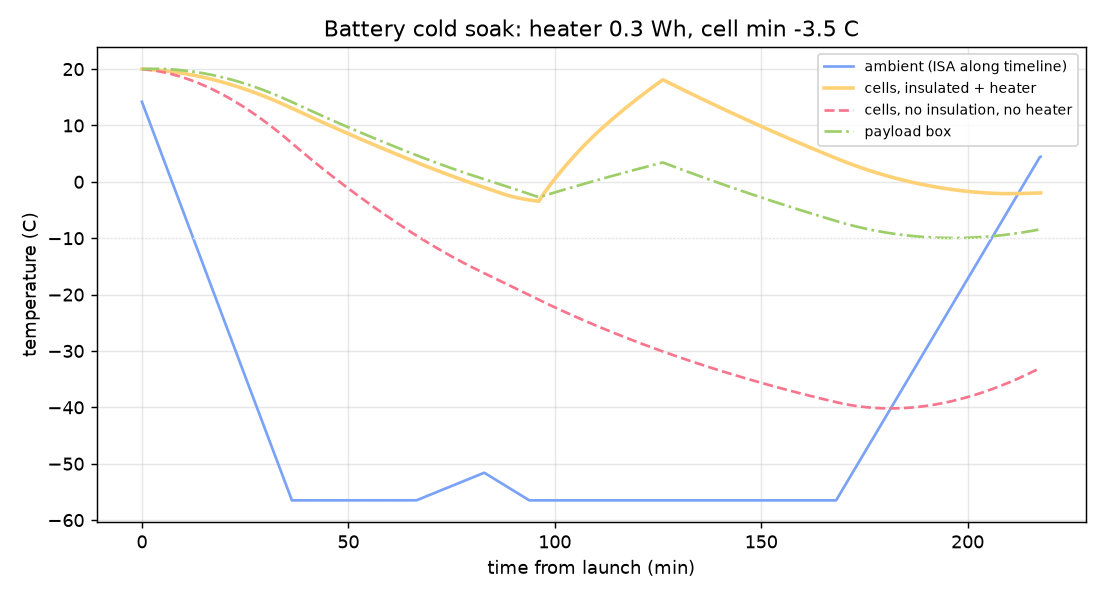 Battery cold soak: heater 0.3 Wh, cell min -3.5 C
ambient (ISA along timeline)
cells, insulated + heater
cells, no insulation, no heater
payload box
temperature (C)
20
10
0
−10
−20
−30
−40
−50
−60
0
50
100
150
200
time from launch (min)